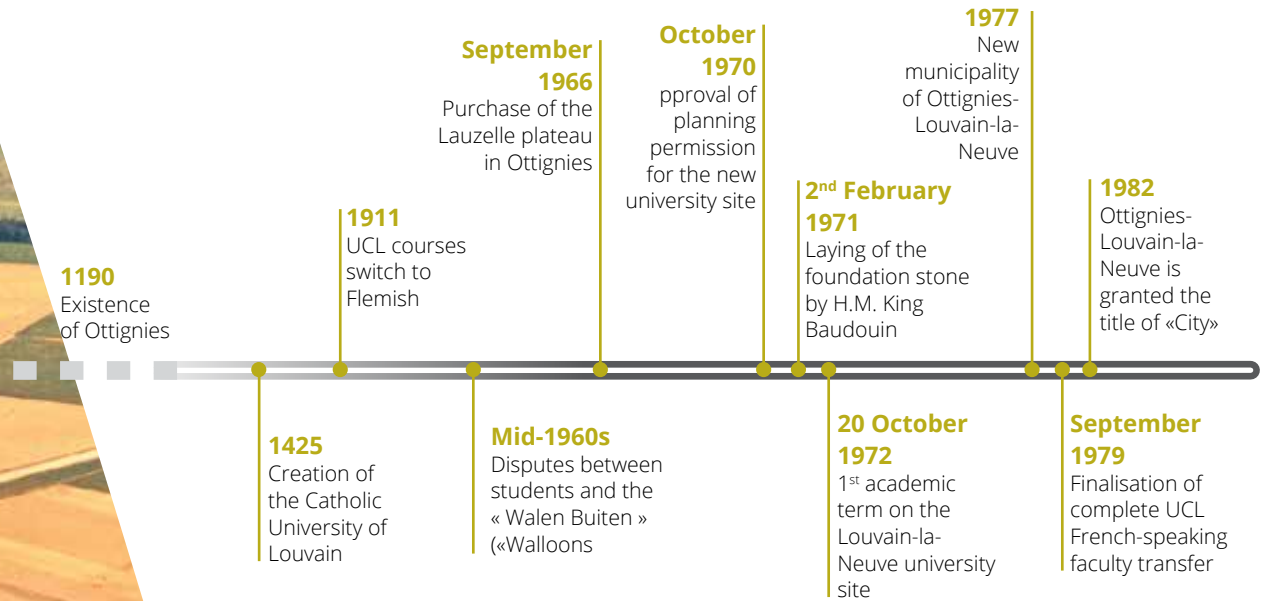 1190
Existence
of Ottignies
1425
Creation of
the Catholic
University of
Louvain
1911
UCL courses
switch to
Flemish
Mid-1960s
Disputes between
students and the
« Walen Buiten »
(«Walloons
September
1966
Purchase of the
Lauzelle plateau
in Ottignies
October
1970
pproval of
planning
permission
for the new
university site
2nd February
1971
Laying of the
foundation stone
by H.M. King
Baudouin
20 October
1972
1st academic
term on the
Louvain-la-
Neuve university
site
1977
New
municipality
of Ottignies-
Louvain-la-
Neuve
September
1979
Finalisation of
complete UCL
French-speaking
faculty transfer
1982
Ottignies-
Louvain-la-
Neuve is
granted the
title of «City»